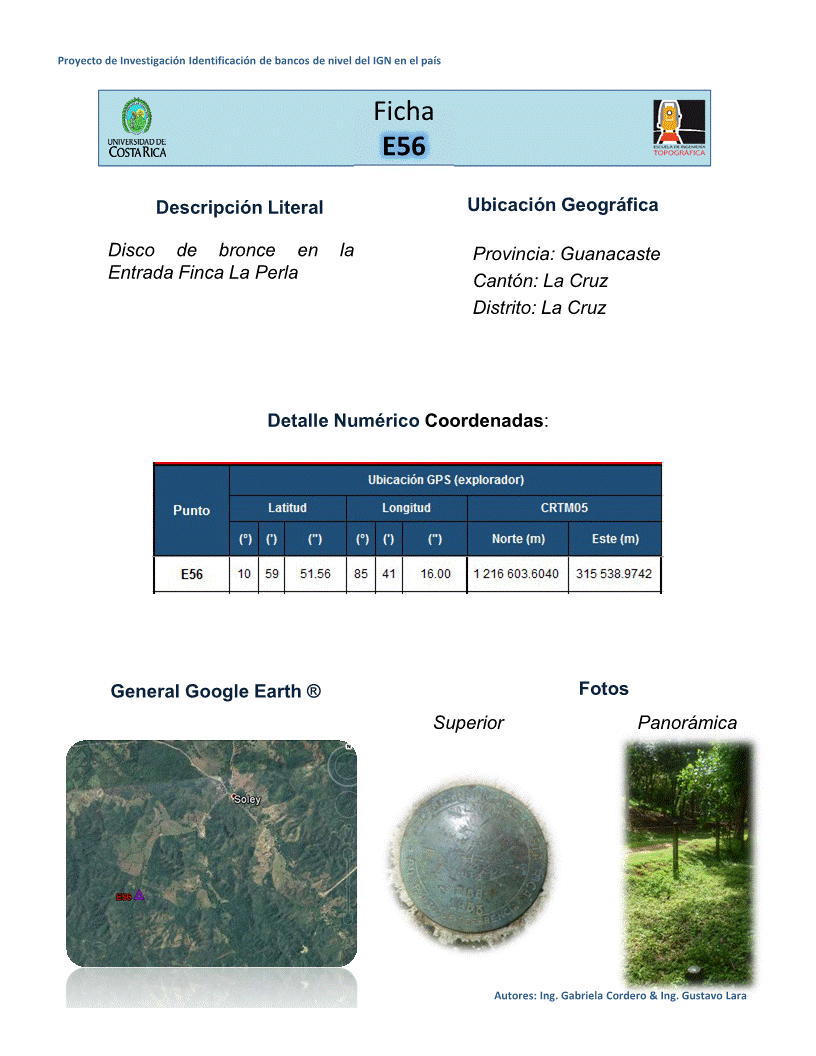 Proyecto de Investigación Identificación de bancos de nivel del IGN en el país
UNIVERSIDAD DE
COSTA RICA
Ficha
E56
ESCUELA DE INGENIERÍA
TOPOGRÁFICA
Descripción Literal
Disco de bronce en la
Entrada Finca La Perla
Ubicación Geográfica
Provincia: Guanacaste
Cantón: La Cruz
Distrito: La Cruz
Detalle Numérico Coordenadas:
Punto
Ubicación GPS (explorador)
Latitud Longitud CRTM05
(°) (') (") (°) (') (") Norte (m) Este (m)
E56 10 59 51.56 85 41 16.00 1 216 603.6040 315 538.9742
General Google Earth ®
Soley
E56
Fotos
Superior Panorámica
Autores: Ing. Gabriela Cordero & Ing. Gustavo Lara